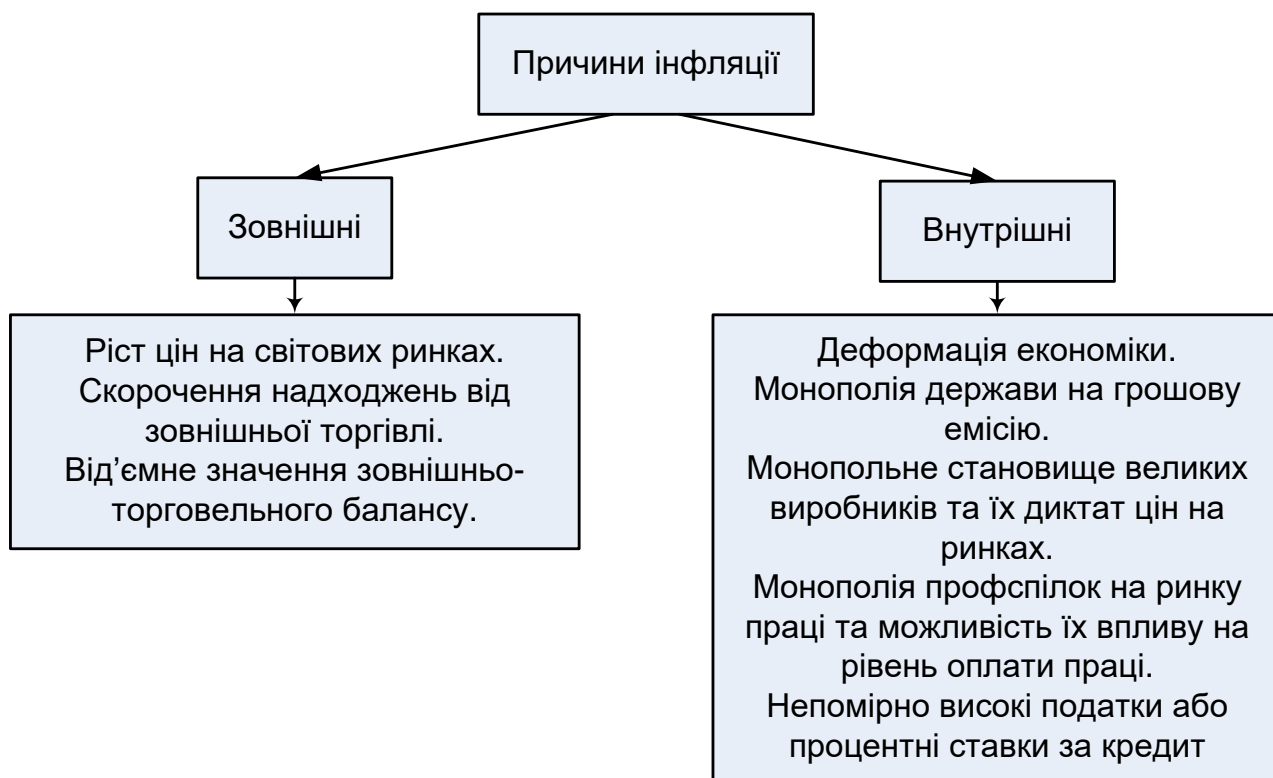 Причини інфляції
Зовнішні
Внутрішні
Ріст цін на світових ринках.
Скорочення надходжень від
зовнішньої торгівлі.
Від’ємне значення зовнішньо-
торговельного балансу.
Деформація економіки.
Монополія держави на грошову
емісію.
Монопольне становище великих
виробників та їх диктат цін на
ринках.
Монополія профспілок на ринку
праці та можливість їх впливу на
рівень оплати праці.
Непомірно високі податки або
процентні ставки за кредит